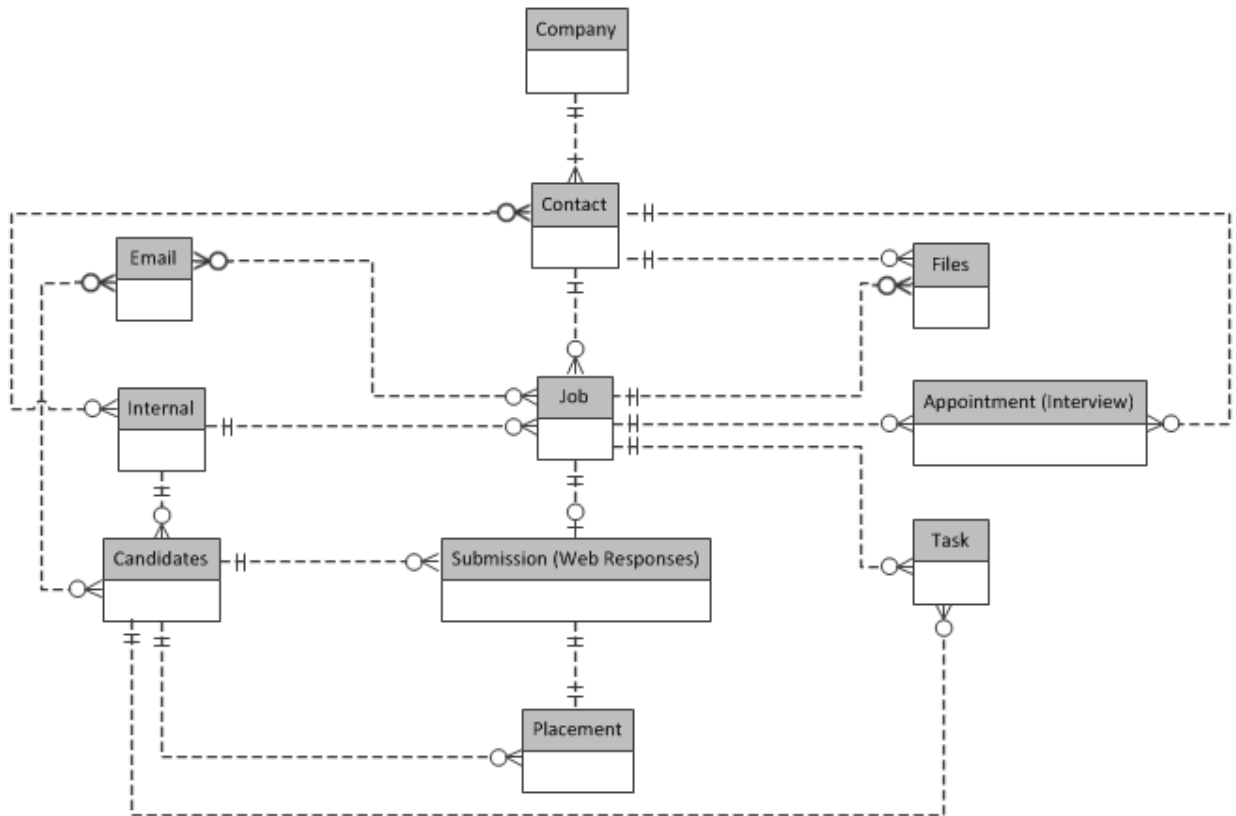 Company
Contact
Email
Files
Internal
Job
Appointment (Interview)
Candidates
Submission (Web Responses)
Task
Placement